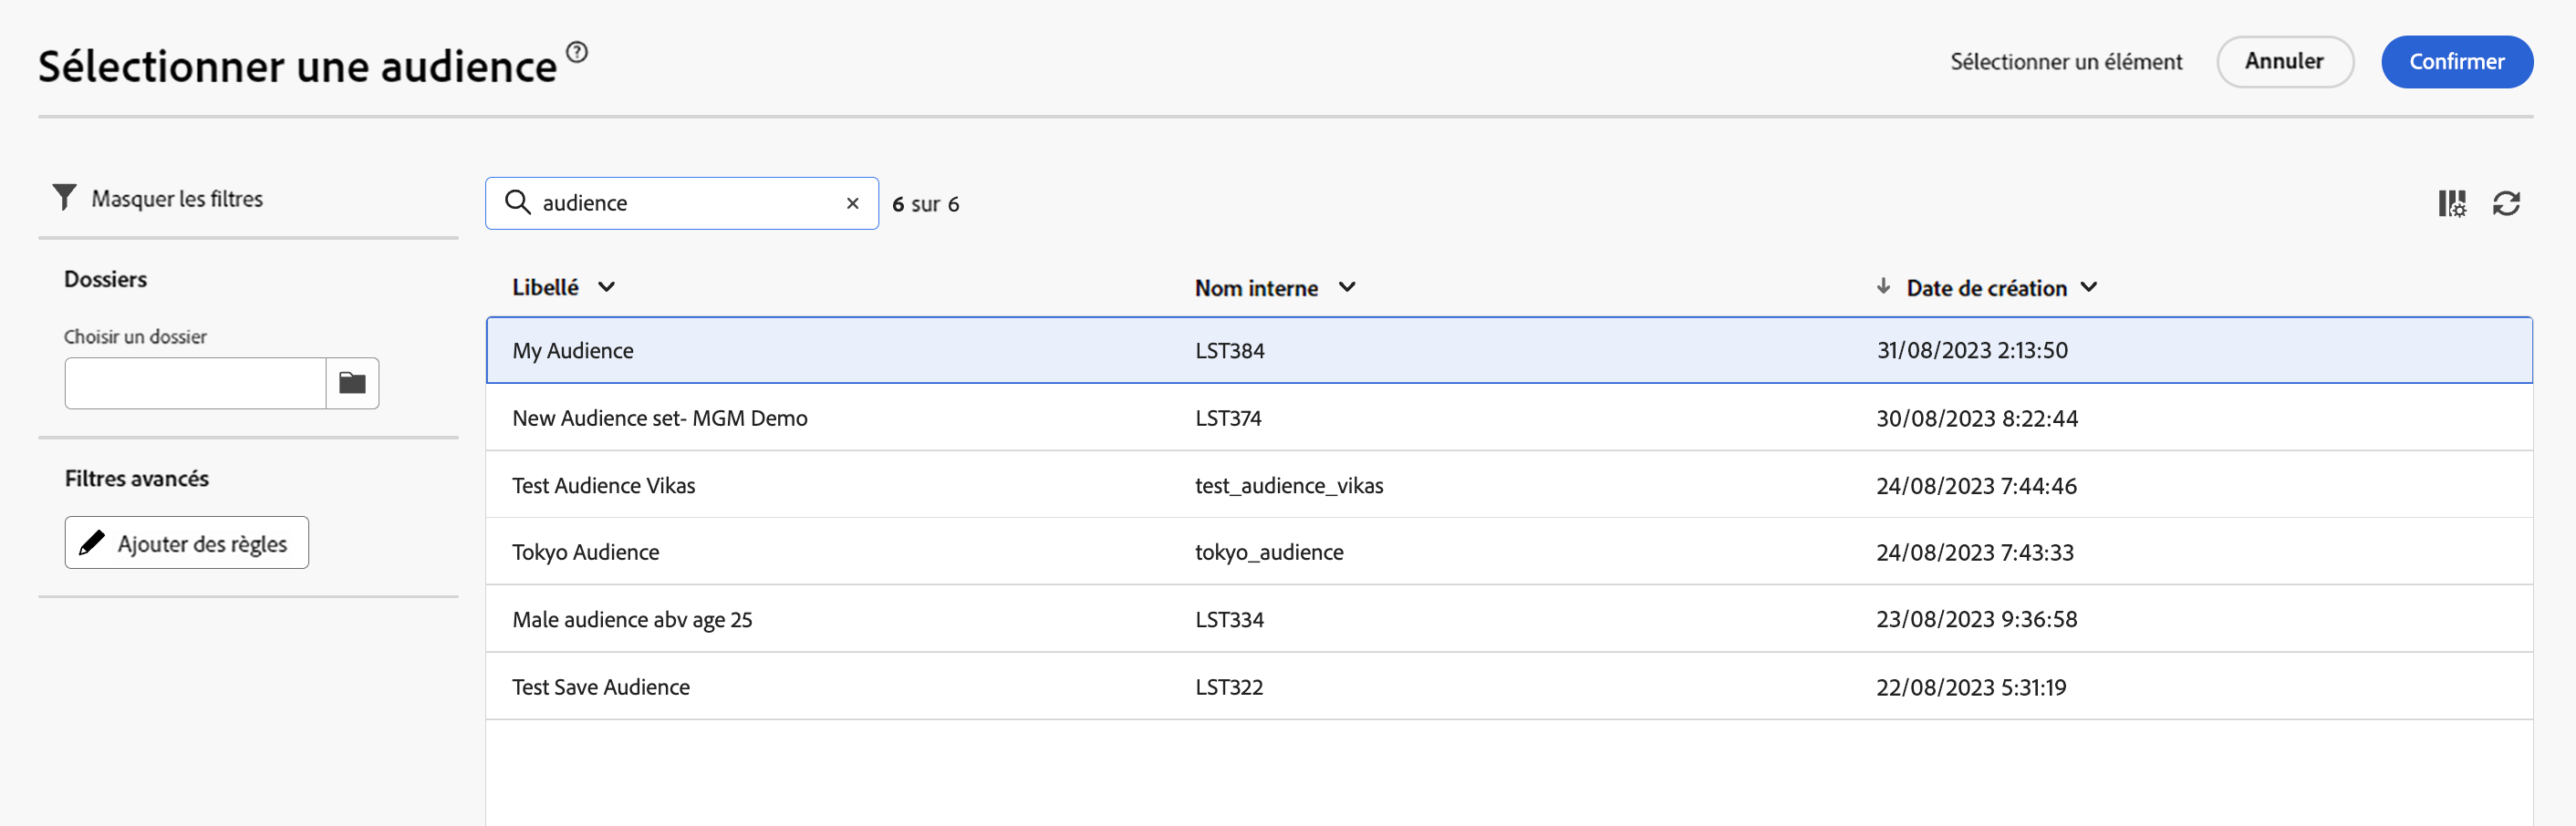 Sélectionner une audience ?
Sélectionner un élément Annuler Confirmer
Masquer les filtres
audience × 6 sur 6
Dossiers
Choisir un dossier
Filtres avancés
Ajouter des règles
Libellé Nom interne Date de création
My Audience LST384 31/08/2023 2:13:50
New Audience set- MGM Demo LST374 30/08/2023 8:22:44
Test Audience Vikas test_audience_vikas 24/08/2023 7:44:46
Tokyo Audience tokyo_audience 24/08/2023 7:43:33
Male audience abv age 25 LST334 23/08/2023 9:36:58
Test Save Audience LST322 22/08/2023 5:31:19